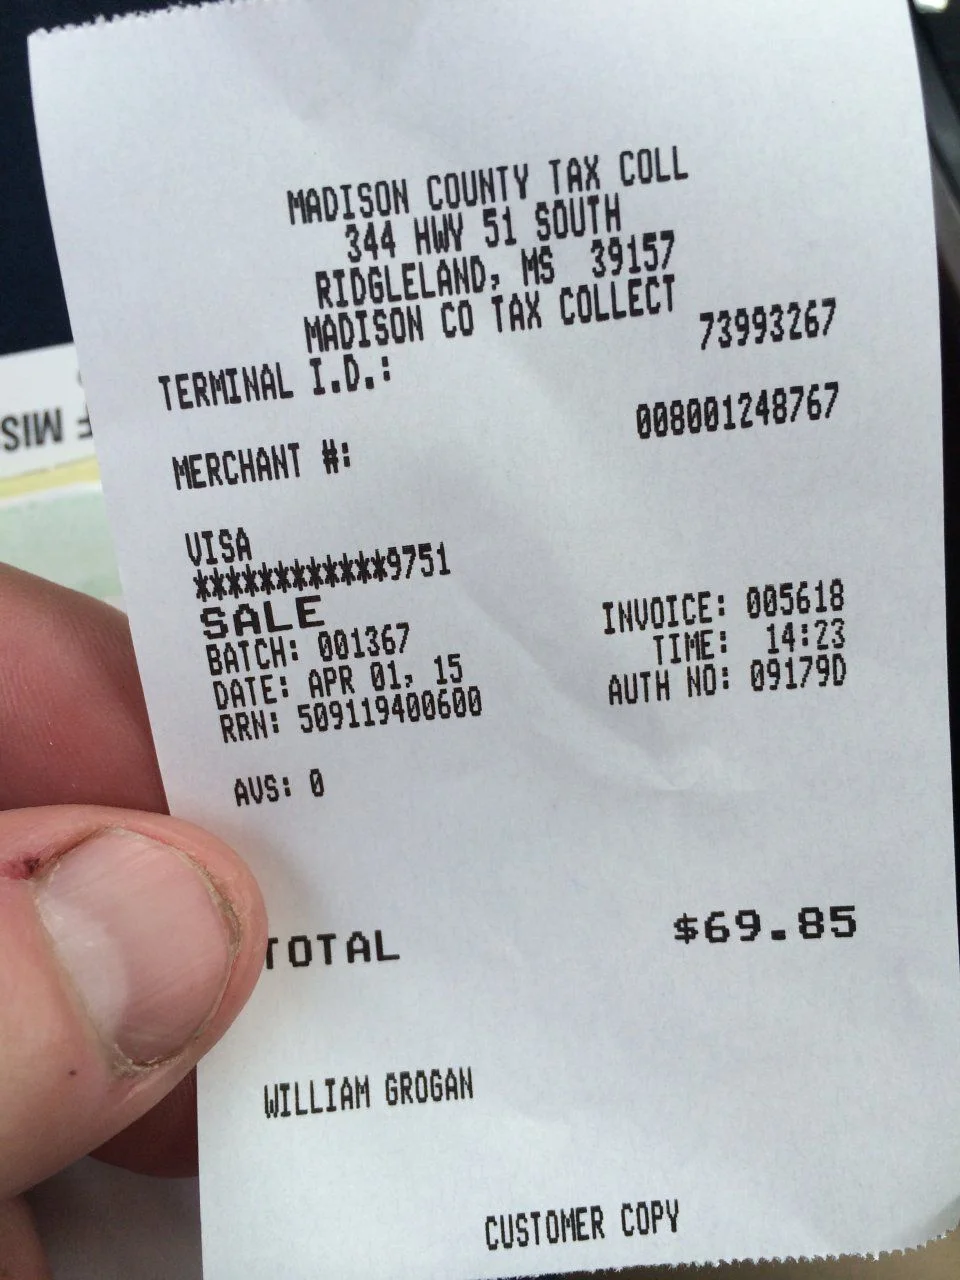 MADISON COUNTY TAX COLL
344 HWY 51 SOUTH
RIDGLELAND, MS 39157
MADISON CO TAX COLLECT
TERMINAL I.D.: 73993267
MERCHANT #: 008001248767
VISA
************9751
SALE
BATCH: 001367 INVOICE: 005618
DATE: APR 01, 15 TIME: 14:23
RRN: 509119400600 AUTH NO: 09179D
AVS: 0
TOTAL $69.85
WILLIAM GROGAN
CUSTOMER COPY